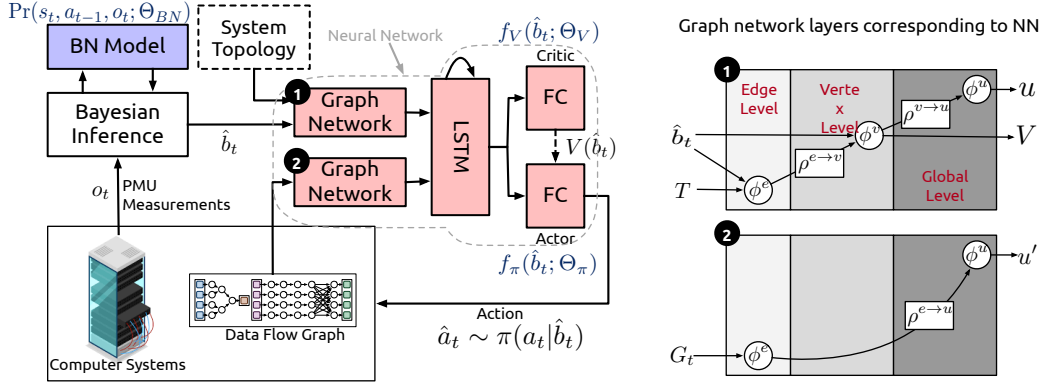 Pr(s_t, a_{t−1}, o_t; Θ_{BN})
BN Model
System
Topology
Bayesian
Inference
b̂_t
o_t
PMU
Measurements
Neural Network
1
Graph
Network
2
Graph
Network
LSTM
f_V(b̂_t; Θ_V)
Critic
FC
V(b̂_t)
FC
Actor
f_π(b̂_t; Θ_π)
Computer Systems
Data Flow Graph
Action
â_t ∼ π(a_t|b̂_t)
Graph network layers corresponding to NN
1
Edge
Level
Verte
x
Level
Global
Level
b̂_t
T
ϕ^e
ρ^{e→v}
ϕ^v
ρ^{v→u}
ϕ^u
u
V
2
G_t
ϕ^e
ρ^{e→u}
ϕ^u
u′